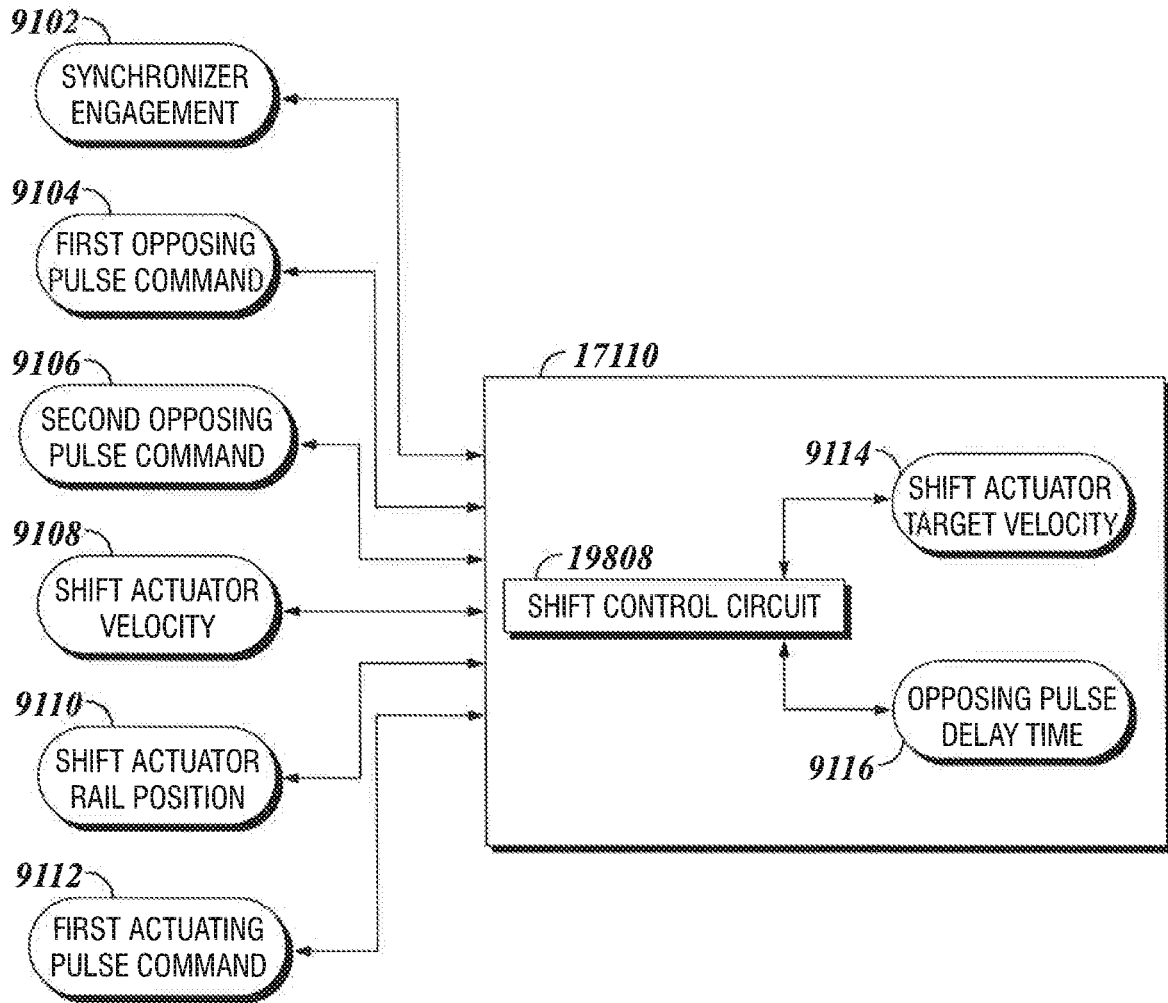 9102
SYNCHRONIZER
ENGAGEMENT
9104
FIRST OPPOSING
PULSE COMMAND
9106
SECOND OPPOSING
PULSE COMMAND
9108
SHIFT ACTUATOR
VELOCITY
9110
SHIFT ACTUATOR
RAIL POSITION
9112
FIRST ACTUATING
PULSE COMMAND
17110
9114
SHIFT ACTUATOR
TARGET VELOCITY
19808
SHIFT CONTROL CIRCUIT
OPPOSING PULSE
DELAY TIME
9116